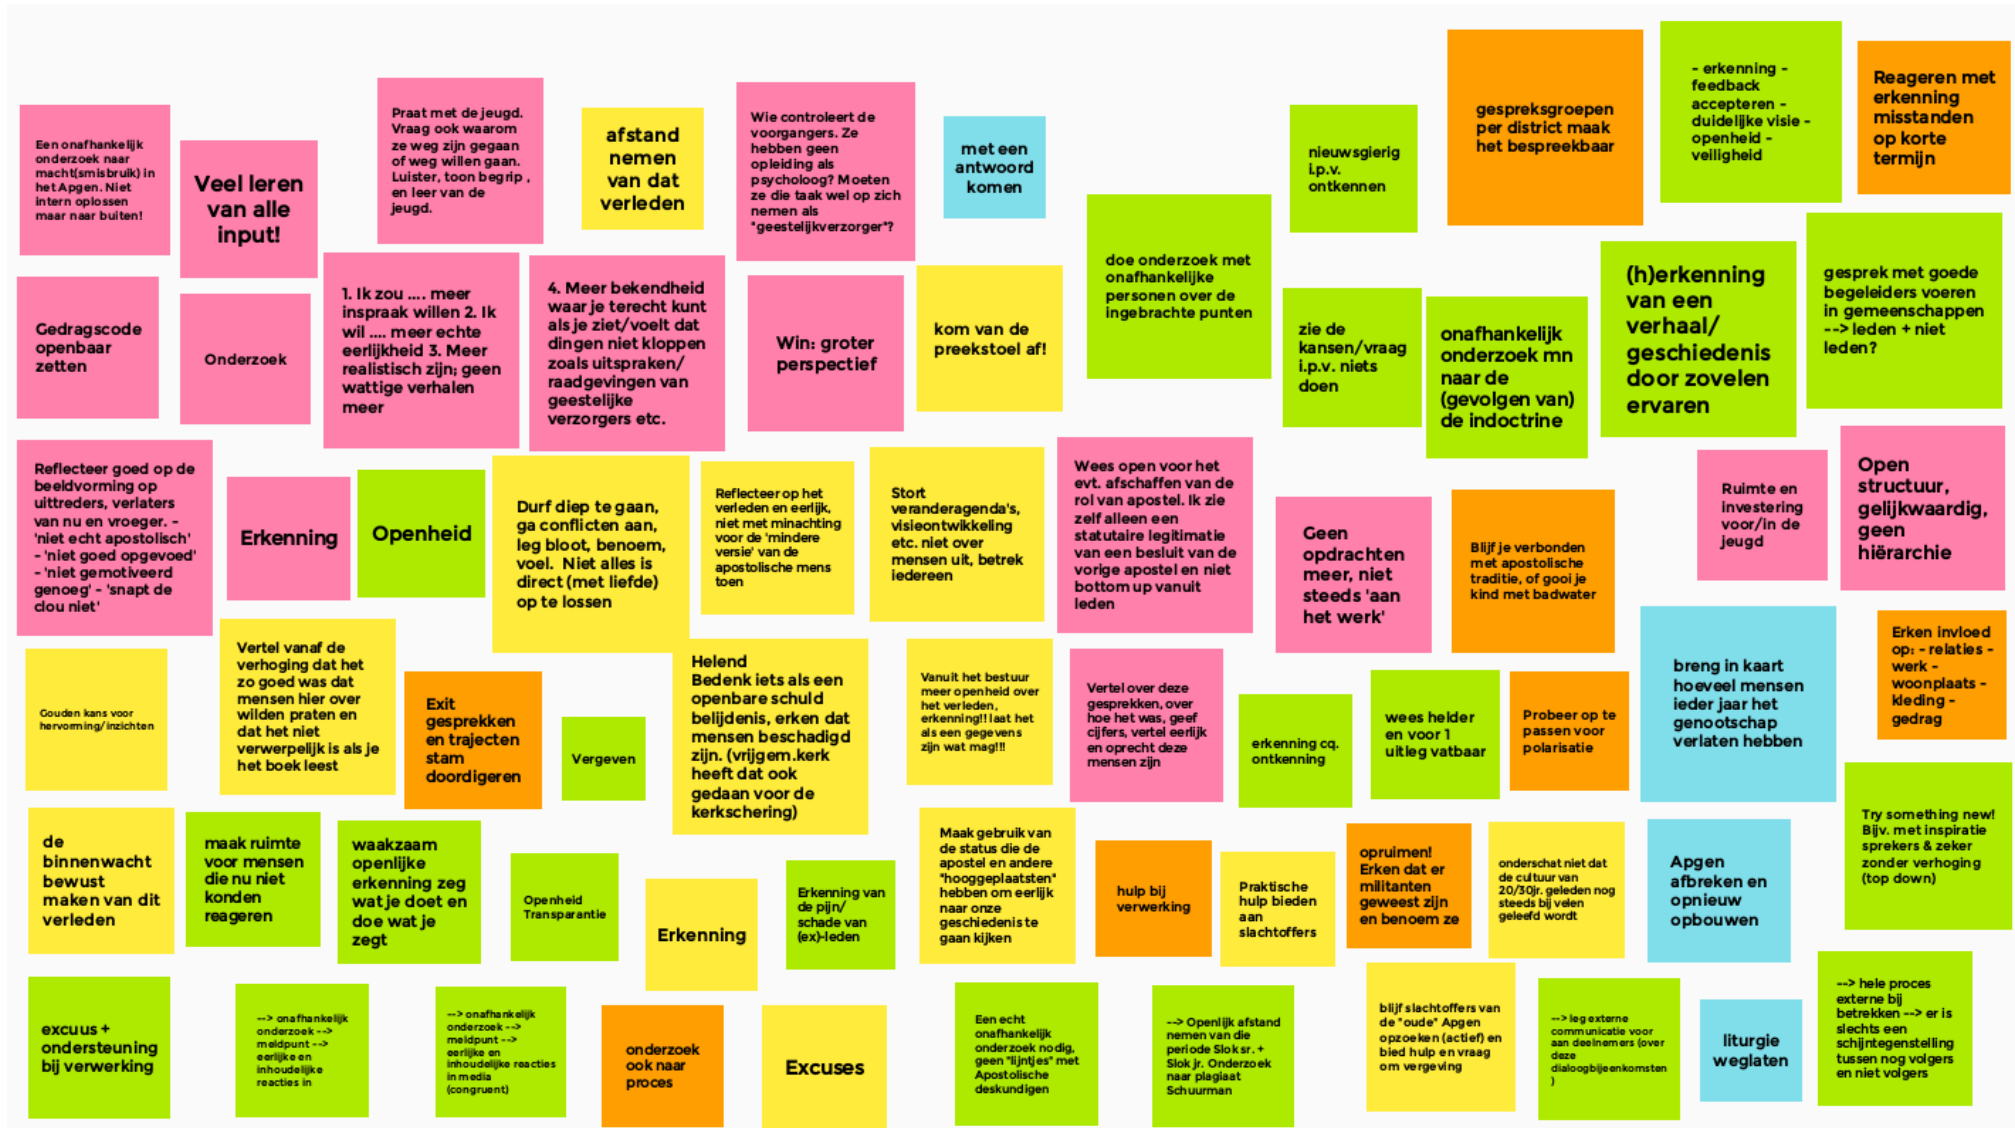 Een onafhankelijk
onderzoek naar
macht(smisbruik) in
het Apgen. Niet
intern oplossen
maar naar buiten!
Veel leren
van alle
input!
Praat met de jeugd.
Vraag ook waarom
ze weg zijn gegaan
of weg willen gaan.
Luister, toon begrip ,
en leer van de
jeugd.
afstand
nemen
van dat
verleden
Wie controleert de
voorgangers. Ze
hebben geen
opleiding als
psycholoog? Moeten
ze die taak wel op zich
nemen als
"geestelijkverzorger"?
met een
antwoord
komen
nieuwsgierig
i.p.v.
ontkennen
gespreksgroepen
per district maak
het bespreekbaar
- erkenning -
feedback
accepteren -
duidelijke visie -
openheid -
veiligheid
Reageren met
erkenning
misstanden
op korte
termijn
Gedragscode
openbaar
zetten
Onderzoek
1. Ik zou .... meer
inspraak willen 2. Ik
wil .... meer echte
eerlijkheid 3. Meer
realistisch zijn; geen
wattige verhalen
meer
4. Meer bekendheid
waar je terecht kunt
als je ziet/voelt dat
dingen niet kloppen
zoals uitspraken/
raadgevingen van
geestelijke
verzorgers etc.
Win: groter
perspectief
kom van de
preekstoel af!
doe onderzoek met
onafhankelijke
personen over de
ingebrachte punten
zie de
kansen/vraag
i.p.v. niets
doen
onafhankelijk
onderzoek mn
naar de
(gevolgen van)
de indoctrine
(h)erkenning
van een
verhaal/
geschiedenis
door zovelen
ervaren
gesprek met goede
begeleiders voeren
in gemeenschappen
--> leden + niet
leden?
Reflecteer goed op de
beeldvorming op
uittreders, verlaters
van nu en vroeger. -
'niet echt apostolisch'
- 'niet goed opgevoed'
- 'niet gemotiveerd
genoeg' - 'snapt de
clou niet'
Erkenning
Openheid
Durf diep te gaan,
ga conflicten aan,
leg bloot, benoem,
voel. Niet alles is
direct (met liefde)
op te lossen
Reflecteer op het
verleden en eerlijk,
niet met minachting
voor de 'mindere
versie' van de
apostolische mens
toen
Stort
veranderagenda's,
visieontwikkeling
etc. niet over
mensen uit, betrek
iedereen
Wees open voor het
evt. afschaffen van de
rol van apostel. Ik zie
zelf alleen een
statutaire legitimatie
van een besluit van de
vorige apostel en niet
bottom up vanuit
leden
Geen
opdrachten
meer, niet
steeds 'aan
het werk'
Blijf je verbonden
met apostolische
traditie, of gooi je
kind met badwater
Ruimte en
investering
voor/in de
jeugd
Open
structuur,
gelijkwaardig,
geen
hiërarchie
Gouden kans voor
hervorming/inzichten
Vertel vanaf de
verhoging dat het
zo goed was dat
mensen hier over
wilden praten en
dat het niet
verwerpelijk is als je
het boek leest
Exit
gesprekken
en trajecten
stam
doordigeren
Vergeven
Helend
Bedenk iets als een
openbare schuld
belijdenis, erken dat
mensen beschadigd
zijn. (vrijgem.kerk
heeft dat ook
gedaan voor de
kerkschering)
Vanuit het bestuur
meer openheid over
het verleden,
erkenning!! laat het
als een gegevens
zijn wat mag!!!
Vertel over deze
gesprekken, over
hoe het was, geef
cijfers, vertel eerlijk
en oprecht deze
mensen zijn
erkenning cq.
ontkenning
wees helder
en voor 1
uitleg vatbaar
Probeer op te
passen voor
polarisatie
breng in kaart
hoeveel mensen
ieder jaar het
genootschap
verlaten hebben
Erken invloed
op: - relaties -
werk -
woonplaats -
kleding -
gedrag
de
binnenwacht
bewust
maken van dit
verleden
maak ruimte
voor mensen
die nu niet
konden
reageren
waakzaam
openlijke
erkenning zeg
wat je doet en
doe wat je
zegt
Openheid
Transparantie
Erkenning
Erkenning van
de pijn/
schade van
(ex)-leden
Maak gebruik van
de status die de
apostel en andere
"hooggeplaatsten"
hebben om eerlijk
naar onze
geschiedenis te
gaan kijken
hulp bij
verwerking
Praktische
hulp bieden
aan
slachtoffers
opruimen!
Erken dat er
militanten
geweest zijn
en benoem ze
onderschat niet dat
de cultuur van
20/30jr. geleden nog
steeds bij velen
geleefd wordt
Apgen
afbreken en
opnieuw
opbouwen
Try something new!
Bijv. met inspiratie
sprekers & zeker
zonder verhoging
(top down)
excuus +
ondersteuning
bij verwerking
--> onafhankelijk
onderzoek -->
meldpunt -->
eerlijke en
inhoudelijke
reacties in
--> onafhankelijk
onderzoek -->
meldpunt -->
eerlijke en
inhoudelijke reacties
in media
(congruent)
onderzoek
ook naar
proces
Excuses
Een echt
onafhankelijk
onderzoek nodig,
geen "lijntjes" met
Apostolische
deskundigen
--> Openlijk afstand
nemen van die
periode Slok sr. +
Slok jr. Onderzoek
naar plagiaat
Schuurman
blijf slachtoffers van
de "oude" Apgen
opzoeken (actief) en
bied hulp en vraag
om vergeving
--> leg externe
communicatie voor
aan deelnemers (over
deze
dialoogbijeenkomsten
)
liturgie
weglaten
--> hele proces
externe bij
betrekken --> er is
slechts een
schijntegenstelling
tussen nog volgers
en niet volgers